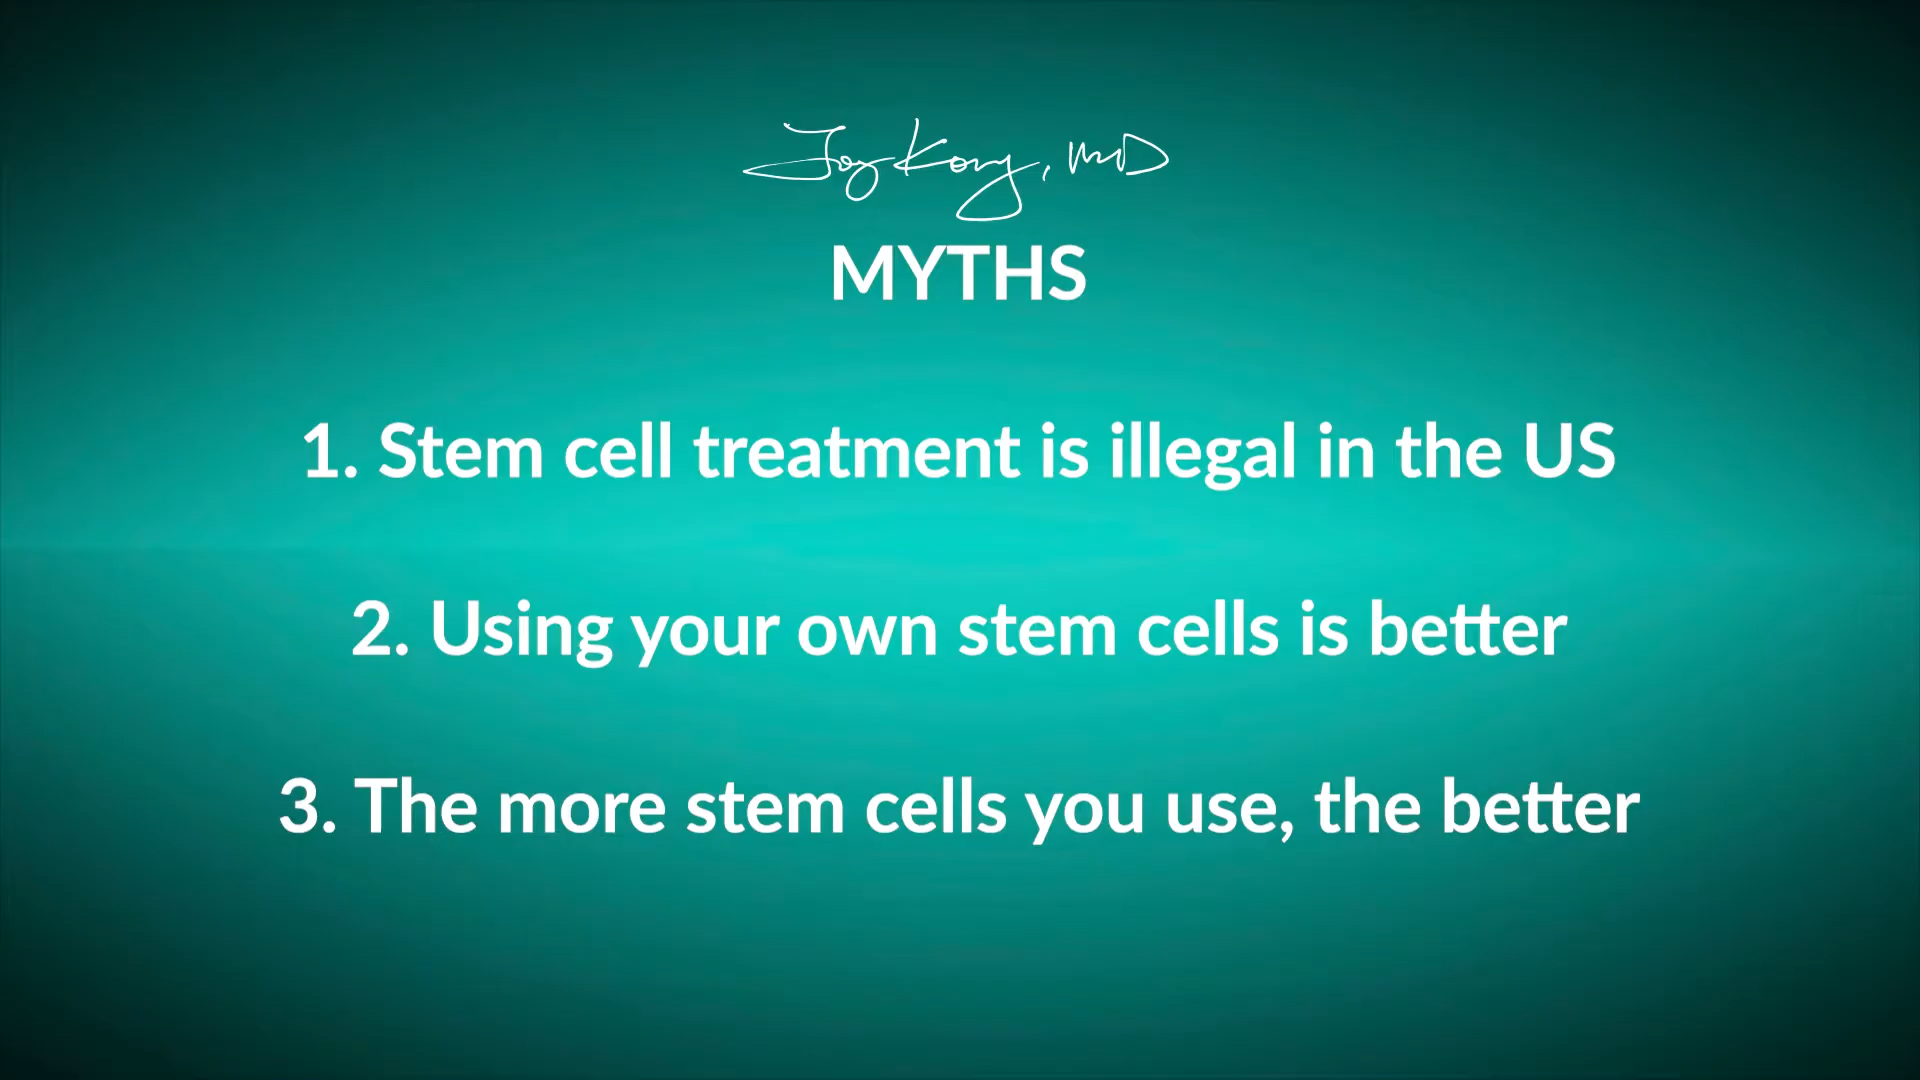 Joy Kong, MD
MYTHS
1. Stem cell treatment is illegal in the US
2. Using your own stem cells is better
3. The more stem cells you use, the better